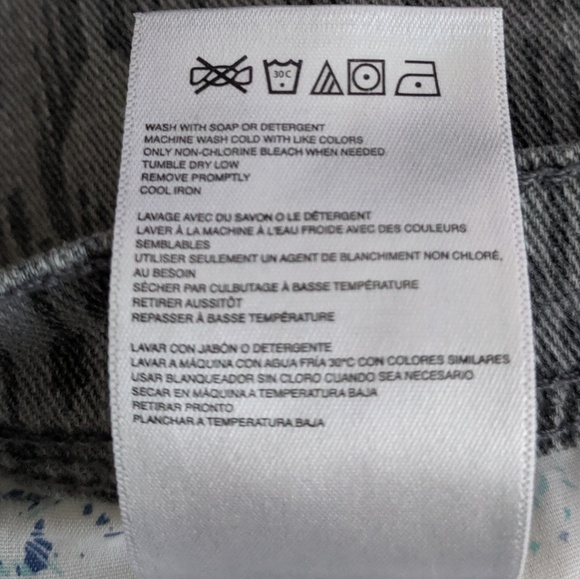 30 C
WASH WITH SOAP OR DETERGENT
MACHINE WASH COLD WITH LIKE COLORS
ONLY NON-CHLORINE BLEACH WHEN NEEDED
TUMBLE DRY LOW
REMOVE PROMPTLY
COOL IRON
LAVAGE AVEC DU SAVON O LE DÉTERGENT
LAVER À LA MACHINE À L'EAU FROIDE AVEC DES COULEURS
SEMBLABLES
UTILISER SEULEMENT UN AGENT DE BLANCHIMENT NON CHLORÉ,
AU BESOIN
SÉCHER PAR CULBUTAGE À BASSE TEMPÉRATURE
RETIRER AUSSITÔT
REPASSER À BASSE TEMPÉRATURE
LAVAR CON JABÓN O DETERGENTE
LAVAR A MÁQUINA CON AGUA FRÍA 30°C CON COLORES SIMILARES
USAR BLANQUEADOR SIN CLORO CUANDO SEA NECESARIO
SECAR EN MÁQUINA A TEMPERATURA BAJA
RETIRAR PRONTO
PLANCHAR A TEMPERATURA BAJA